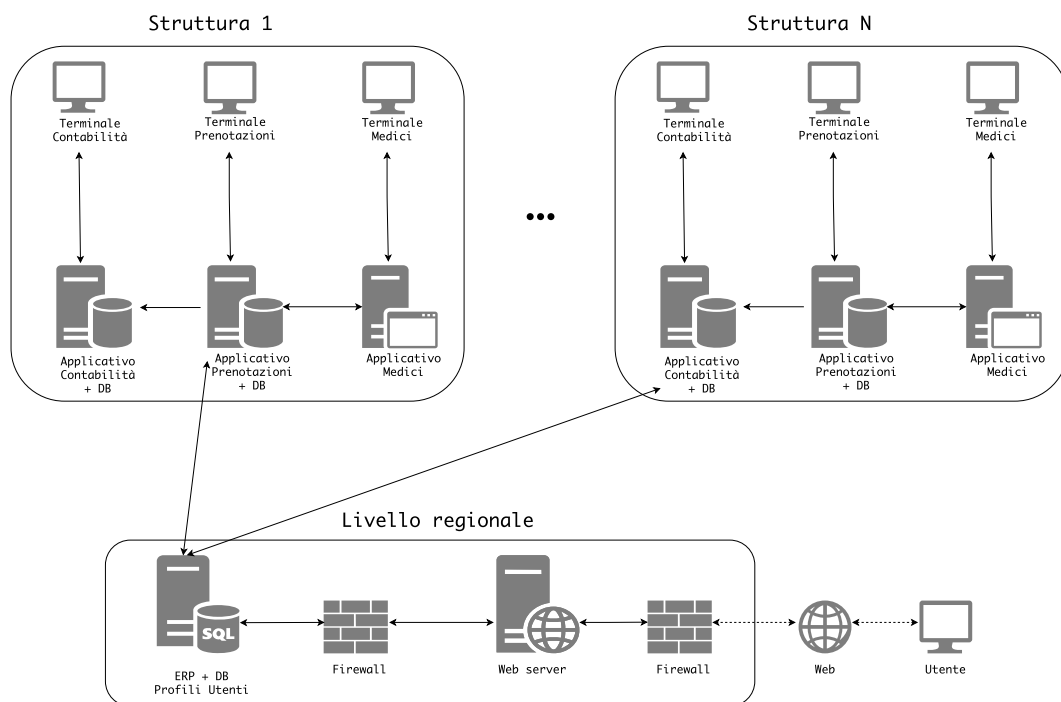 Struttura 1
Struttura N
Terminale
Contabilità
Terminale
Prenotazioni
Terminale
Medici
Terminale
Contabilità
Terminale
Prenotazioni
Terminale
Medici
...
Applicativo
Contabilità
+ DB
Applicativo
Prenotazioni
+ DB
Applicativo
Medici
Applicativo
Contabilità
+ DB
Applicativo
Prenotazioni
+ DB
Applicativo
Medici
Livello regionale
SQL
ERP + DB
Profili Utenti
Firewall
Web server
Firewall
Web
Utente